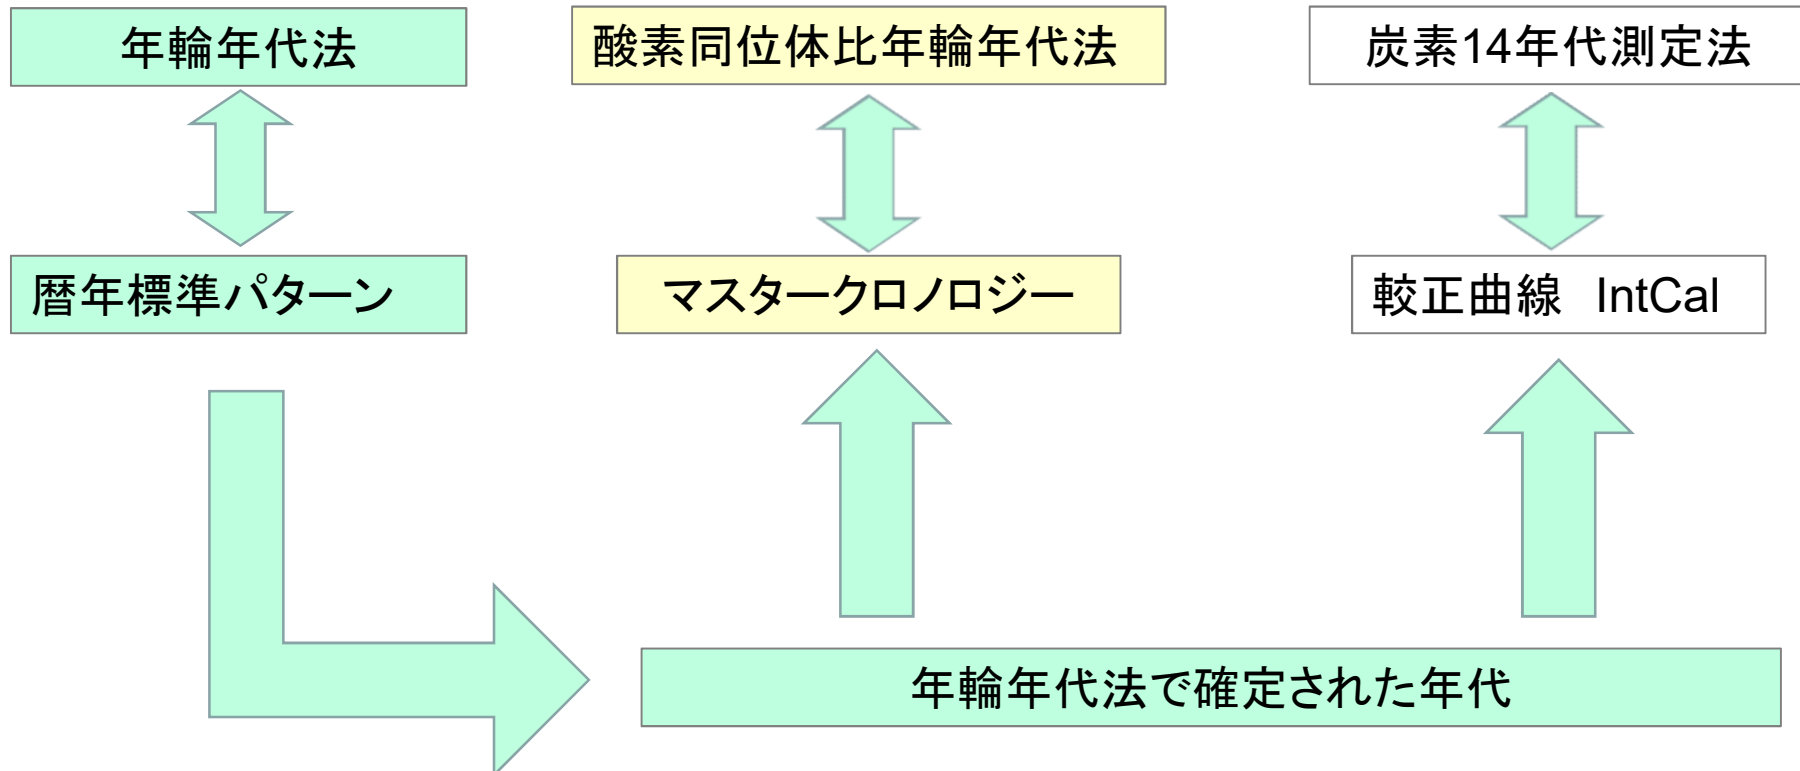 年輪年代法
酸素同位体比年輪年代法
炭素14年代測定法
暦年標準パターン
マスタークロノロジー
較正曲線　IntCal
年輪年代法で確定された年代